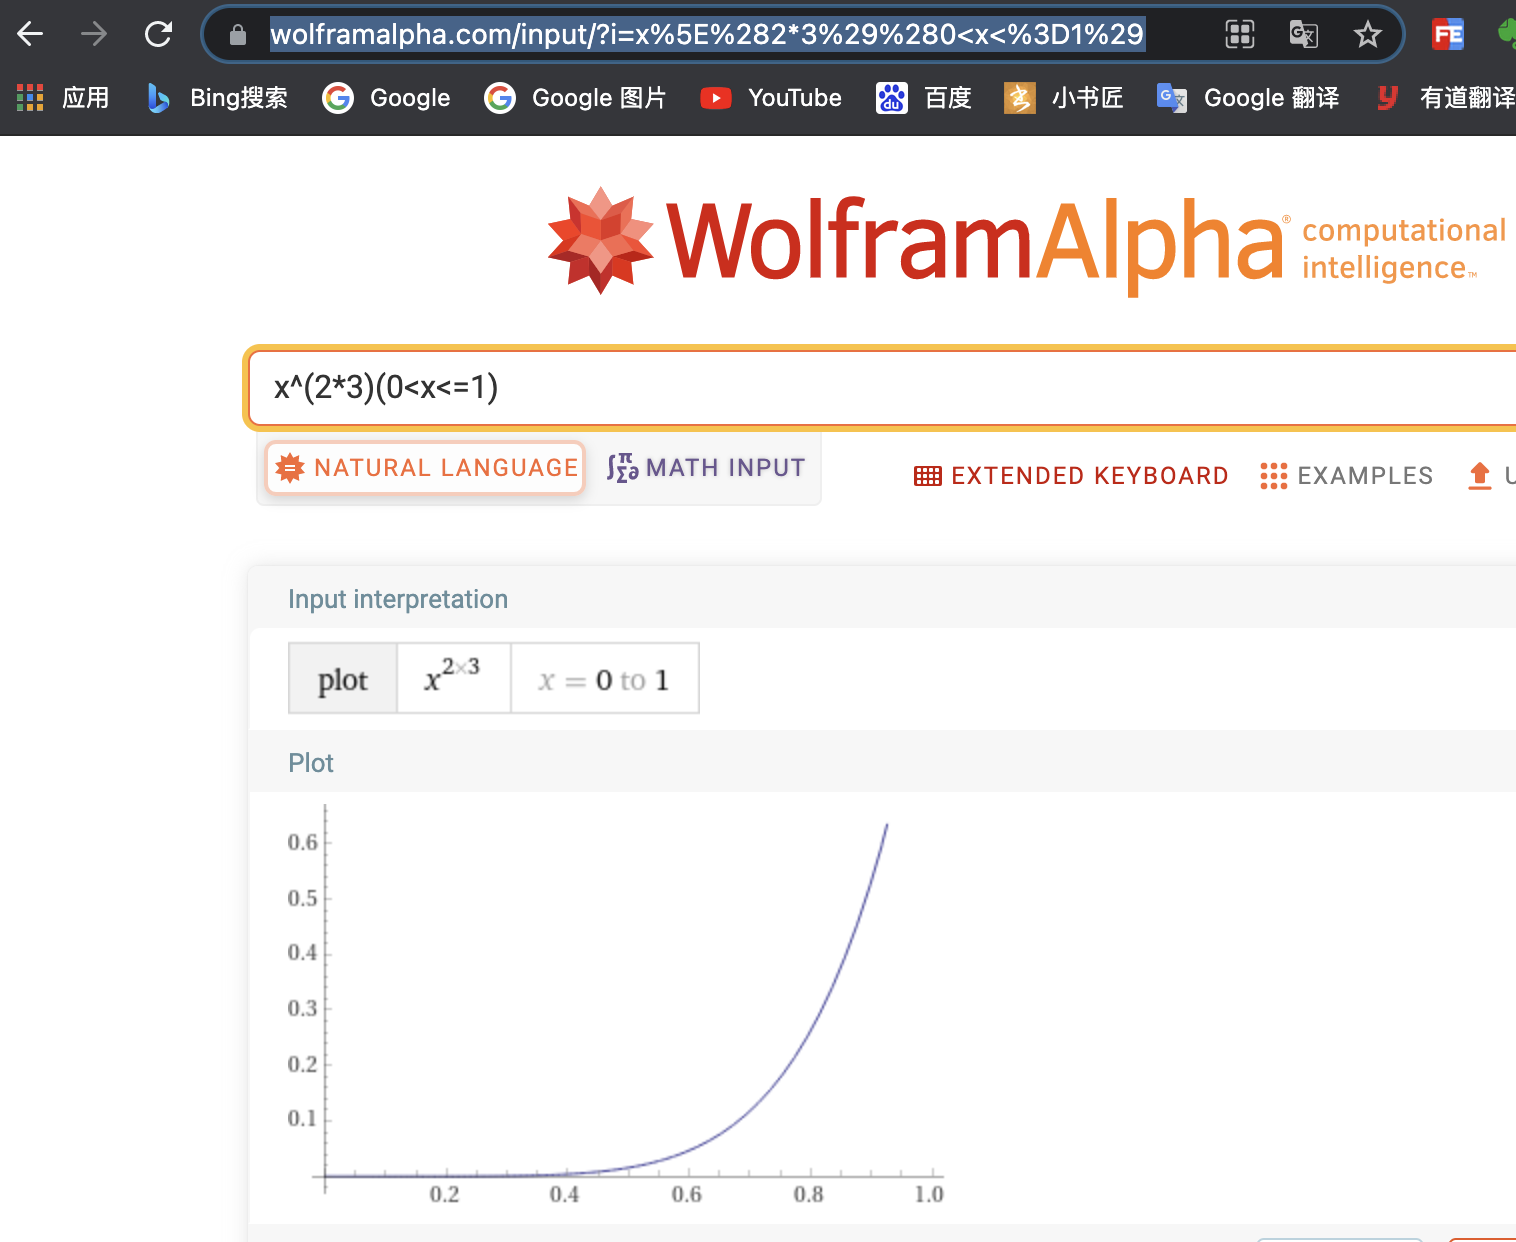 wolframalpha.com/input/?i=x%5E%282*3%29%280<x<%3D1%29
FE
应用 Bing搜索 Google Google 图片 YouTube 百度 小书匠 Google 翻译 有道翻译
WolframAlpha® computational
intelligence™
x^(2*3)(0<x<=1)
NATURAL LANGUAGE MATH INPUT EXTENDED KEYBOARD EXAMPLES
Input interpretation
plot x^2×3 x = 0 to 1
Plot
0.6
0.5
0.4
0.3
0.2
0.1
0.2 0.4 0.6 0.8 1.0